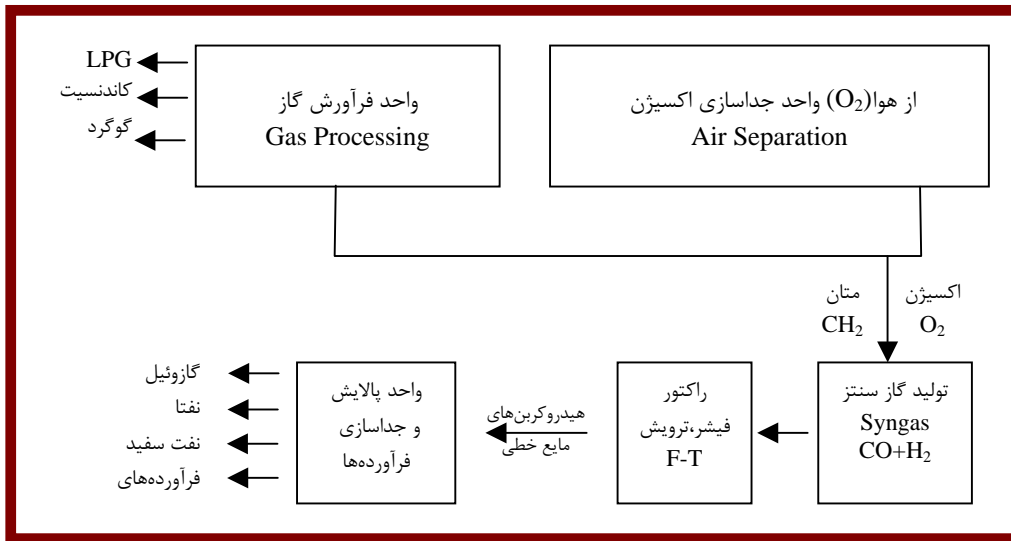 LPG
کاندنسیت
گوگرد
واحد فرآورش گاز
Gas Processing
از هوا(O₂) واحد جداسازی اکسیژن
Air Separation
متان
CH₂
اکسیژن
O₂
تولید گاز سنتز
Syngas
CO+H₂
راکتور
فیشر،ترویش
F-T
هیدروکربن‌های
مایع خطی
واحد پالایش
و جداسازی
فرآورده‌ها
گازوئیل
نفتا
نفت سفید
فرآورده‌های